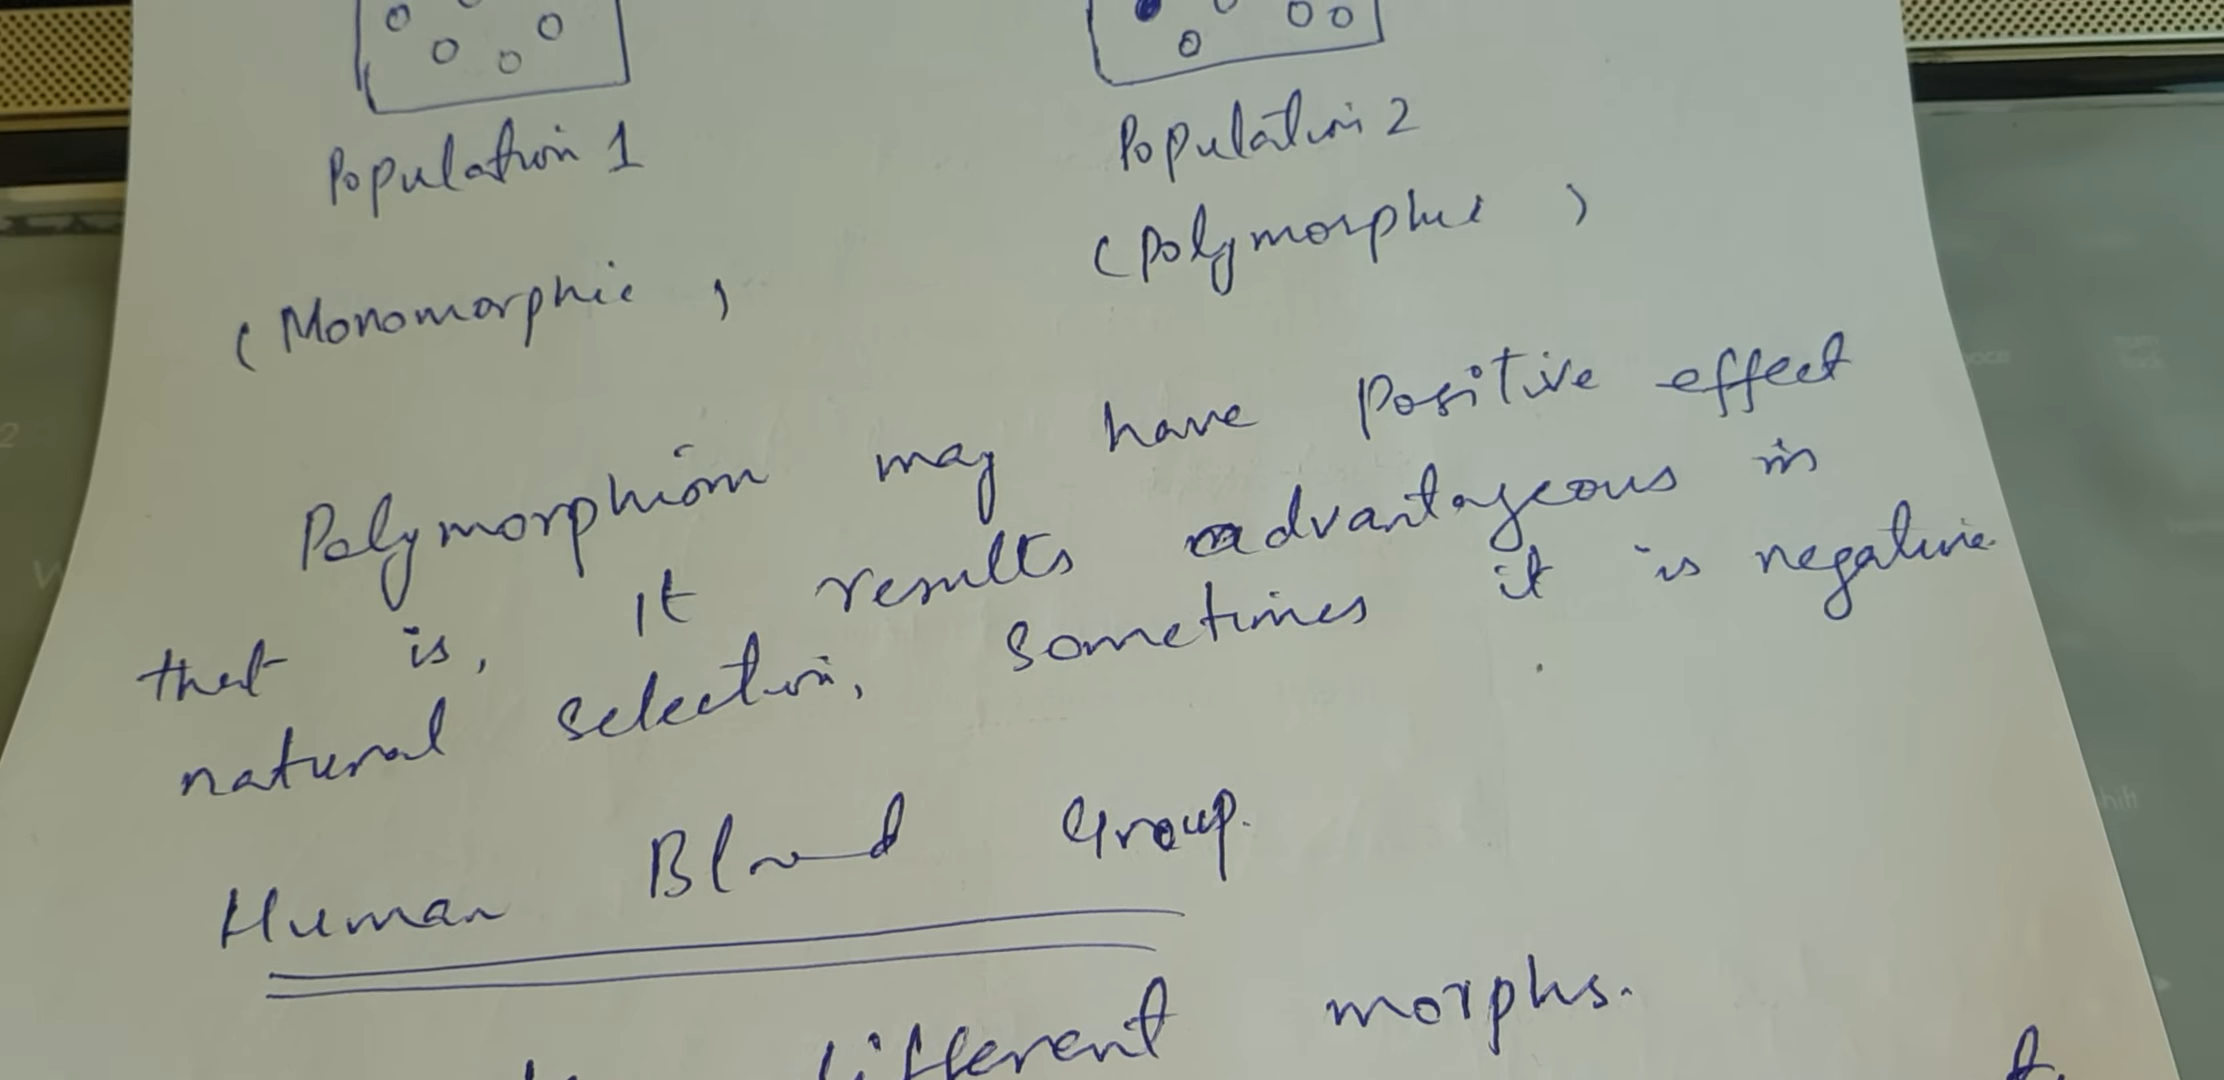 Population 1
Population 2
(Monomorphic)
(Polymorphic)
Polymorphism may have Positive effect
that is, It results advantageous in
natural selection, sometimes it is negative.
Human Blood Group.
different morphs.